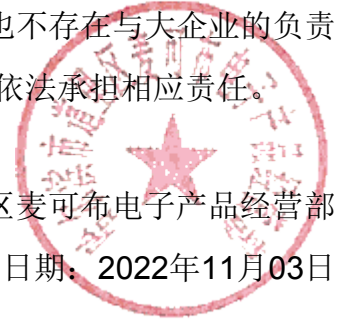 也不存在与大企业的负责
依法承担相应责任。
区麦可布电子产品经营部
日期：2022年11月03日